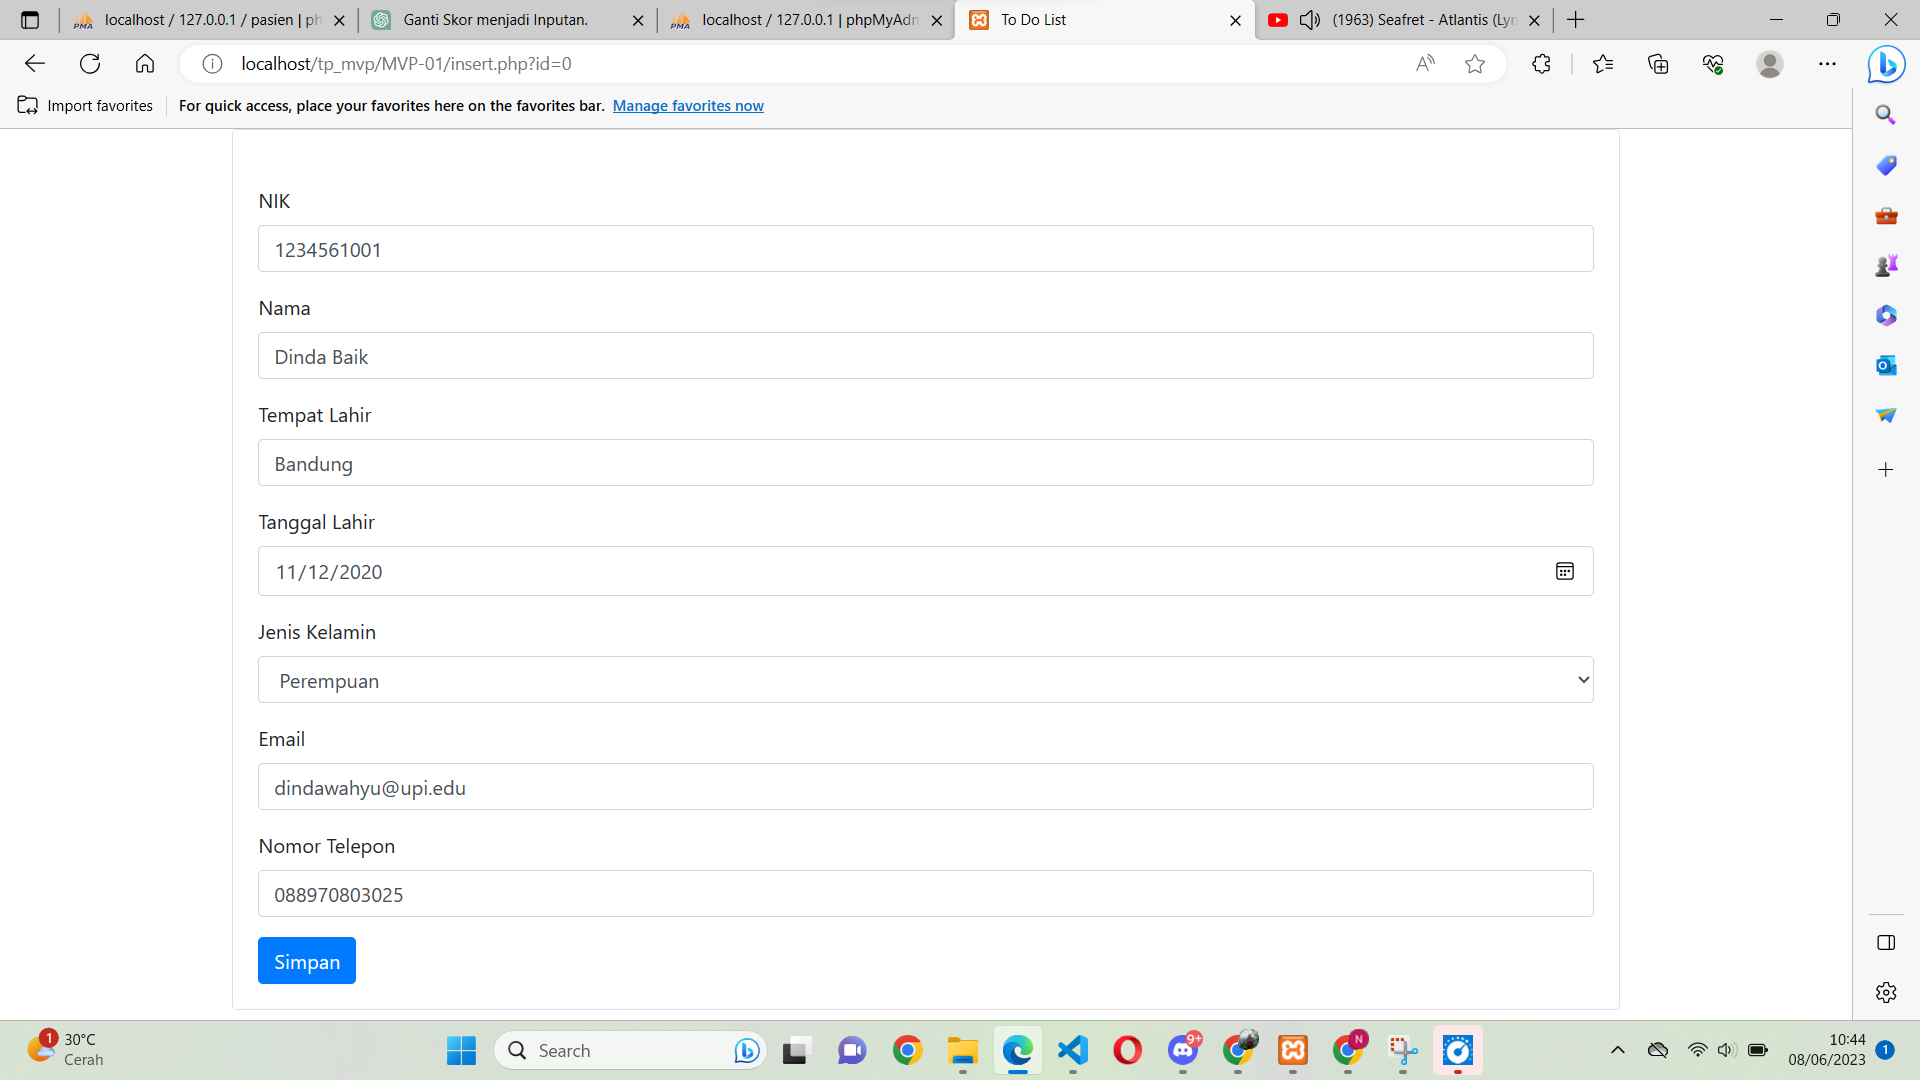 localhost / 127.0.0.1 / pasien | ph
Ganti Skor menjadi Inputan.
localhost / 127.0.0.1 | phpMyAdm
To Do List
(1963) Seafret - Atlantis (Lyri
localhost/tp_mvp/MVP-01/insert.php?id=0
Import favorites
For quick access, place your favorites here on the favorites bar. Manage favorites now
NIK
1234561001
Nama
Dinda Baik
Tempat Lahir
Bandung
Tanggal Lahir
11/12/2020
Jenis Kelamin
Perempuan
Email
dindawahyu@upi.edu
Nomor Telepon
088970803025
Simpan
1
30°C
Cerah
Search
9+
N
10:44
08/06/2023
1